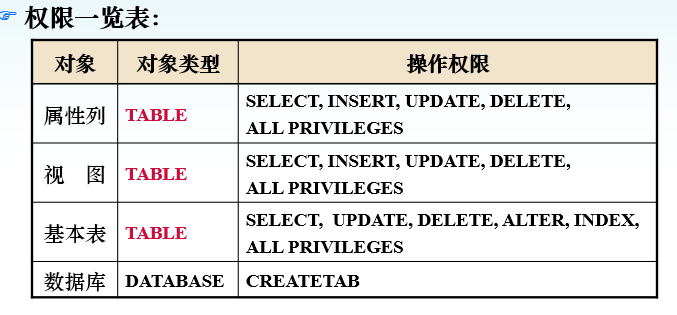 权限一览表:
对象 对象类型 操作权限
属性列 TABLE SELECT, INSERT, UPDATE, DELETE,
ALL PRIVILEGES
视 图 TABLE SELECT, INSERT, UPDATE, DELETE,
ALL PRIVILEGES
基本表 TABLE SELECT, UPDATE, DELETE, ALTER, INDEX,
ALL PRIVILEGES
数据库 DATABASE CREATETAB